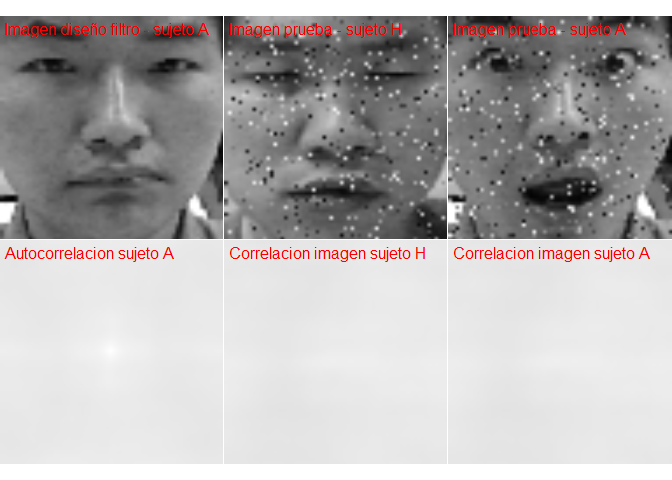 Imagen diseño filtro - sujeto A
Imagen prueba - sujeto H
Imagen prueba - sujeto A
Autocorrelacion sujeto A
Correlacion imagen sujeto H
Correlacion imagen sujeto A